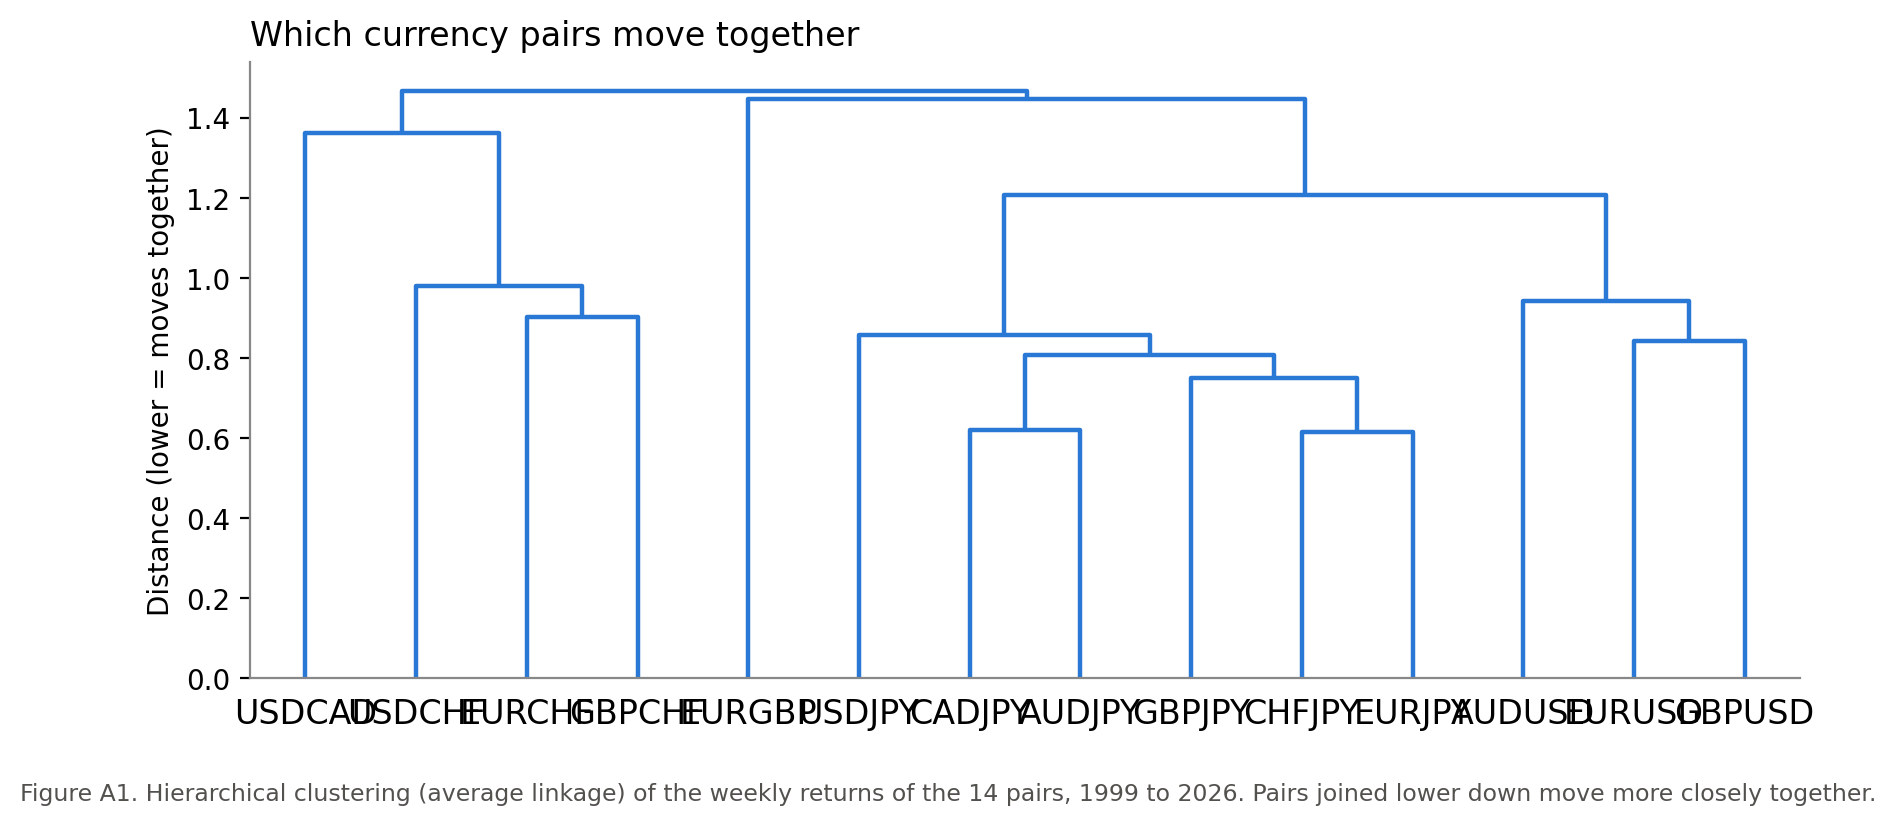 Which currency pairs move together
Distance (lower = moves together)
1.4
1.2
1.0
0.8
0.6
0.4
0.2
0.0
USDCAD USDCHF EURCHF GBPCHF EURGBP USDJPY CADJPY AUDJPY GBPJPY CHFJPY EURJPY AUDUSD EURUSD GBPUSD
Figure A1. Hierarchical clustering (average linkage) of the weekly returns of the 14 pairs, 1999 to 2026. Pairs joined lower down move more closely together.